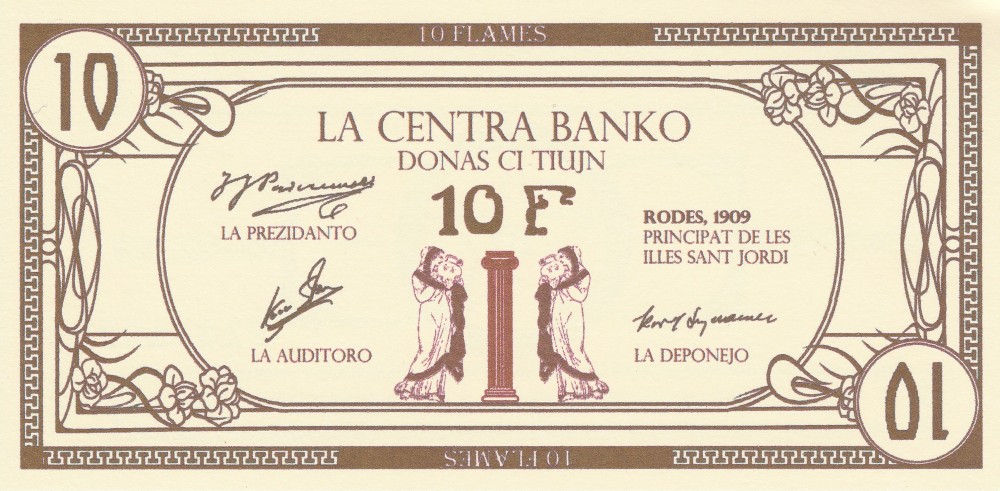 10 FLAMES
10
LA CENTRA BANKO
DONAS CI TIUJN
10 F
LA PREZIDANTO
RODES, 1909
PRINCIPAT DE LES
ILLES SANT JORDI
LA AUDITORO
LA DEPONEJO
10
10 FLAMES